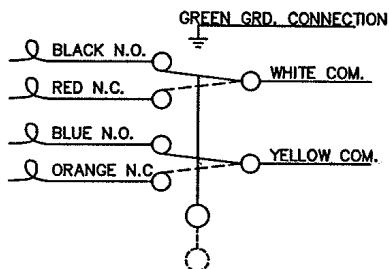 GREEN GRD. CONNECTION
BLACK N.O.
WHITE COM.
RED N.C.
BLUE N.O.
YELLOW COM.
ORANGE N.C